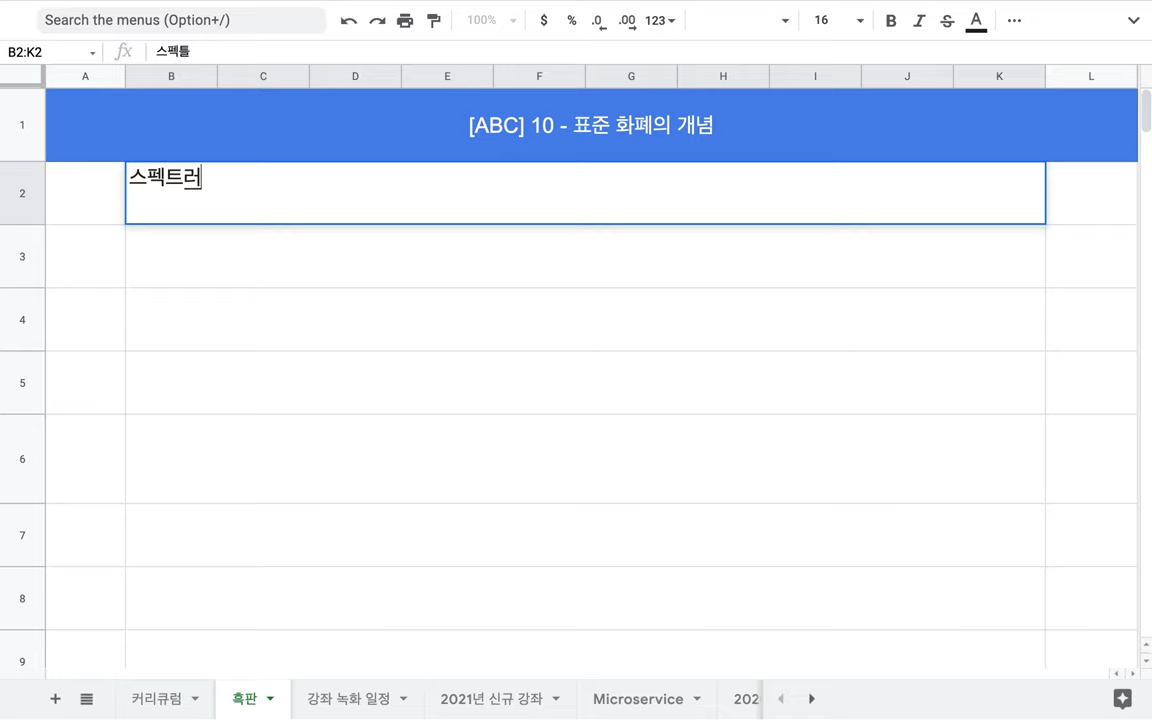 Search the menus (Option+/)
100%
$ % .0 .00 123
16
B I S A
B2:K2
fx 스펙틀
A B C D E F G H I J K L
1
[ABC] 10 - 표준 화폐의 개념
2
스펙트러
3
4
5
6
7
8
9
커리큐럼 흑판 강좌 녹화 일정 2021년 신규 강좌 Microservice 202